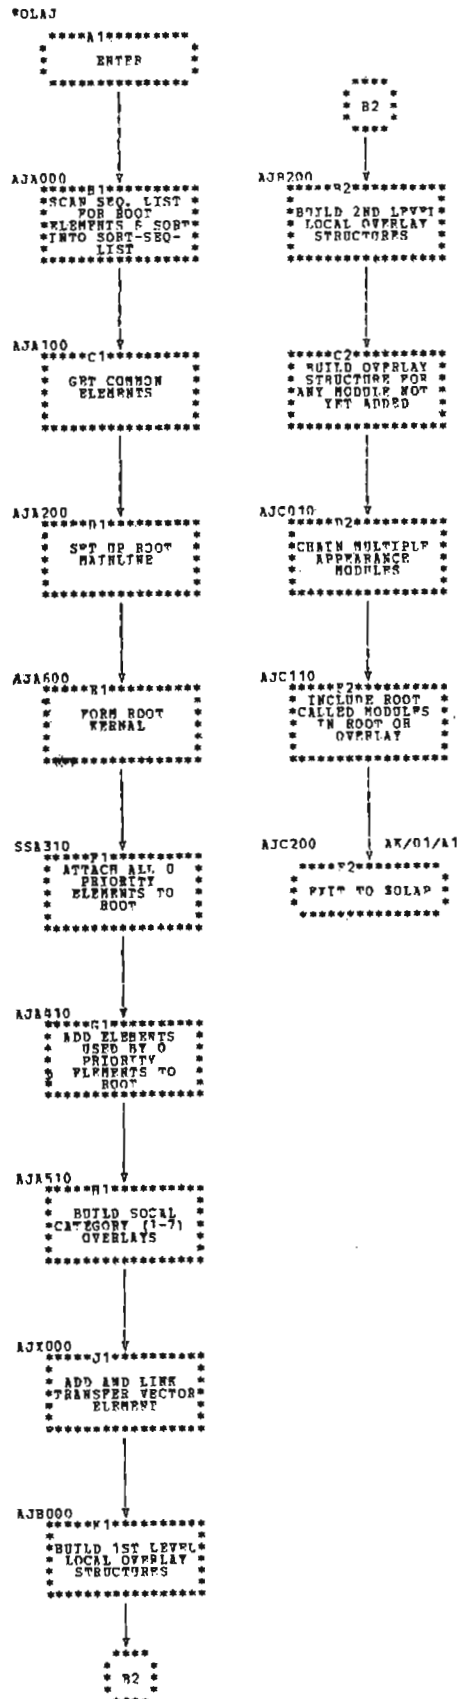 *OLAJ
A1
ENTER
AJA000
B1
SCAN SEQ. LIST
FOR ROOT
ELEMENTS & SORT
INTO SORT-SEQ-
LIST
AJA100
C1
GET COMMON
ELEMENTS
AJA200
D1
SET UP ROOT
MAINLINE
AJA600
E1
FORM ROOT
KERNAL
SSA310
F1
ATTACH ALL 0
PRIORITY
ELEMENTS TO
ROOT
AJA410
G1
ADD ELEMENTS
USED BY 0
PRIORITY
ELEMENTS TO
ROOT
AJA510
H1
BUILD SOCAL
CATEGORY (1-7)
OVERLAYS
AJX000
J1
ADD AND LINK
TRANSFER VECTOR
ELEMENT
AJB000
K1
BUILD 1ST LEVEL
LOCAL OVERLAY
STRUCTURES
B2
B2
AJB200
B2
BUILD 2ND LEVEL
LOCAL OVERLAY
STRUCTURES
C2
BUILD OVERLAY
STRUCTURE FOR
ANY MODULE NOT
YET ADDED
AJC010
D2
CHAIN MULTIPLE
APPEARANCE
MODULES
AJC110
E2
INCLUDE ROOT
CALLED MODULES
IN ROOT OR
OVERLAY
AJC200 AK/01/A1
F2
EXIT TO $OLAP